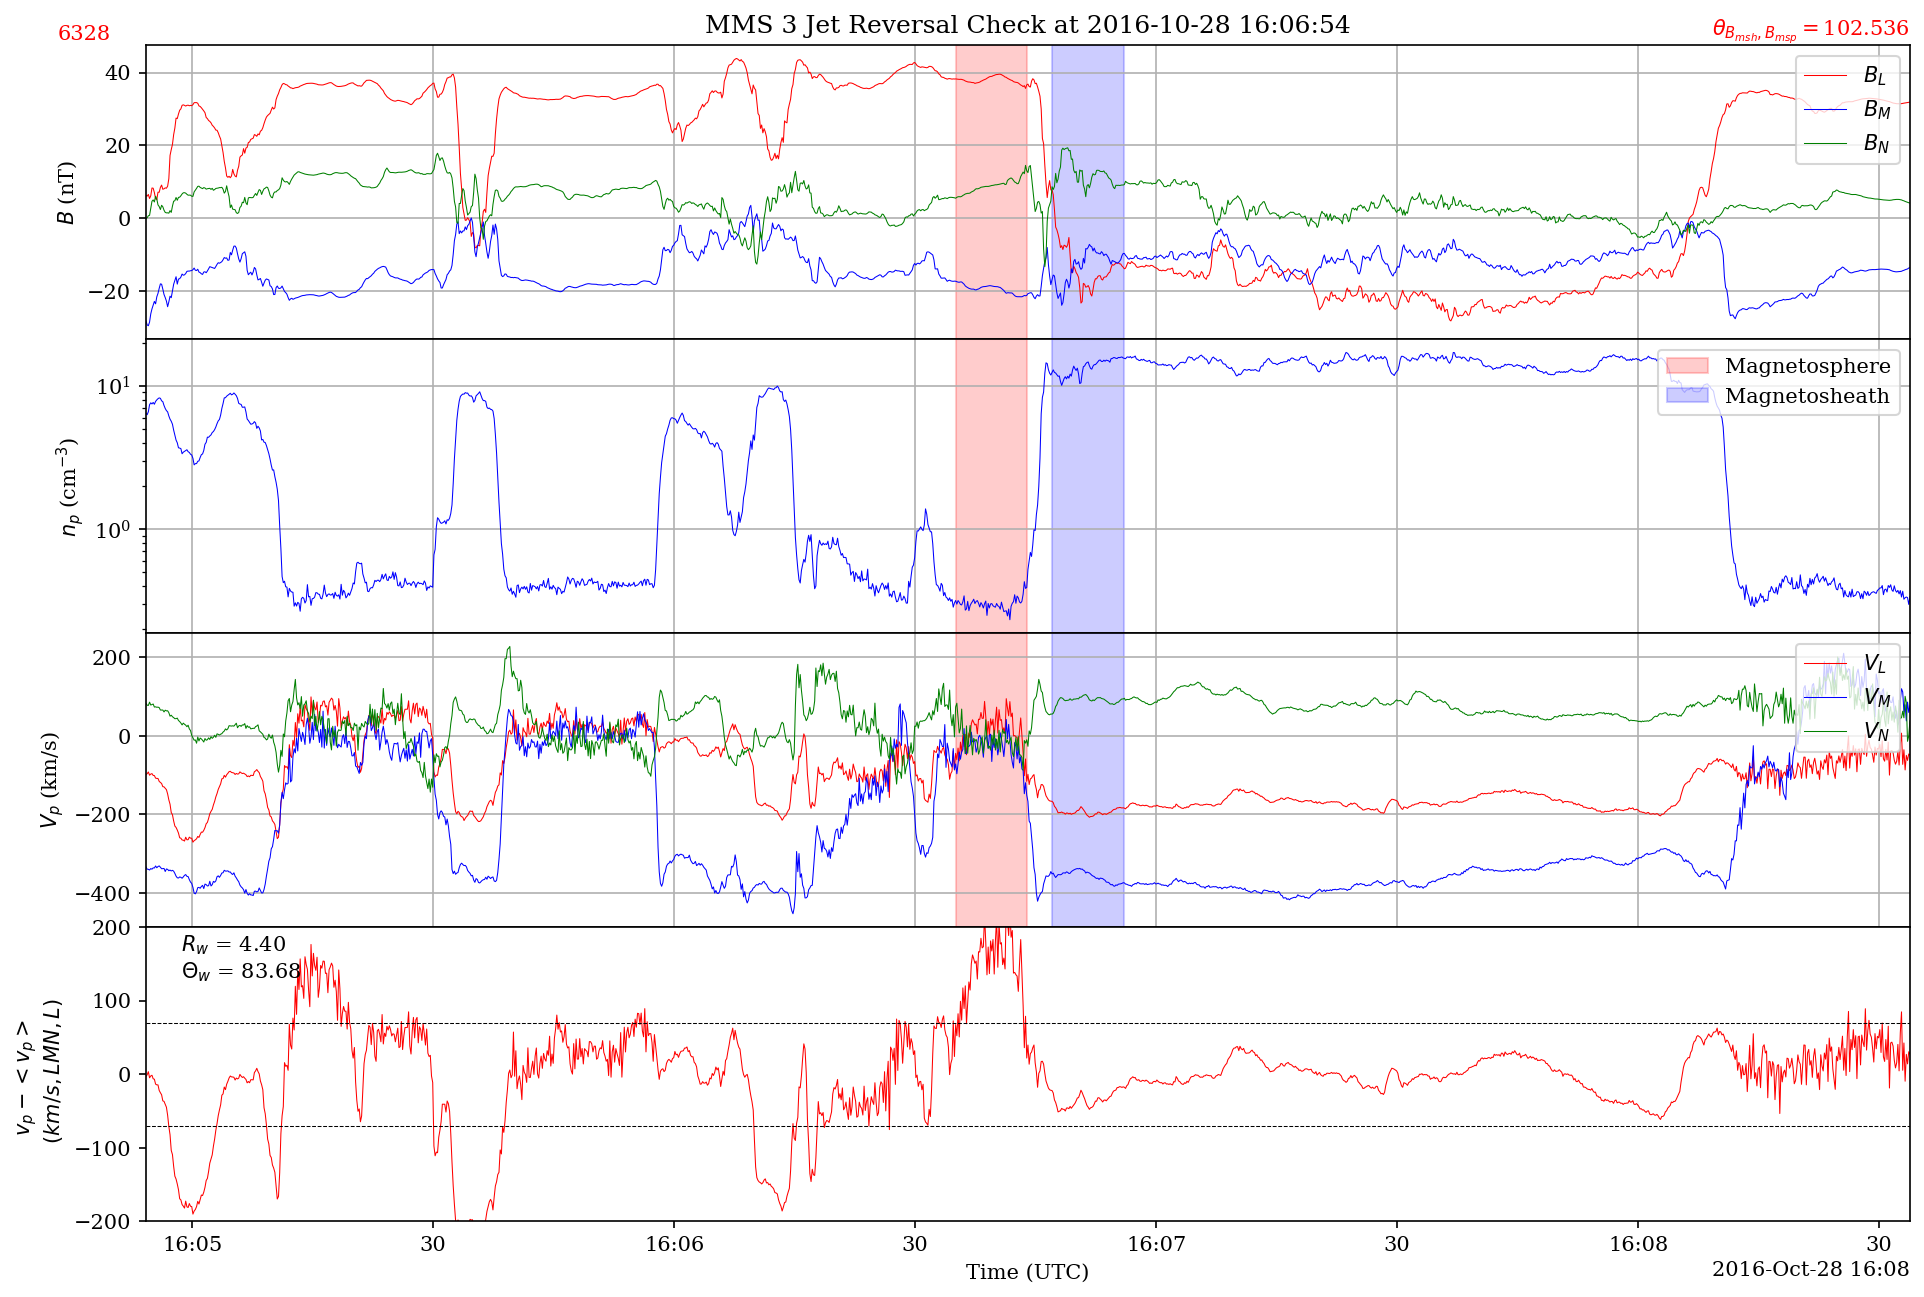 MMS 3 Jet Reversal Check at 2016-10-28 16:06:54
6328
θ_{B_{msh}, B_{msp}} = 102.536
B (nT)
40
20
0
−20
B_L
B_M
B_N
n_p (cm^{−3})
10^1
10^0
Magnetosphere
Magnetosheath
V_p (km/s)
200
0
−200
−400
V_L
V_M
V_N
v_p − < v_p >
(km/s, LMN, L)
200
100
0
−100
−200
R_w = 4.40
Θ_w = 83.68
16:05 30 16:06 30 16:07 30 16:08 30
Time (UTC)
2016-Oct-28 16:08